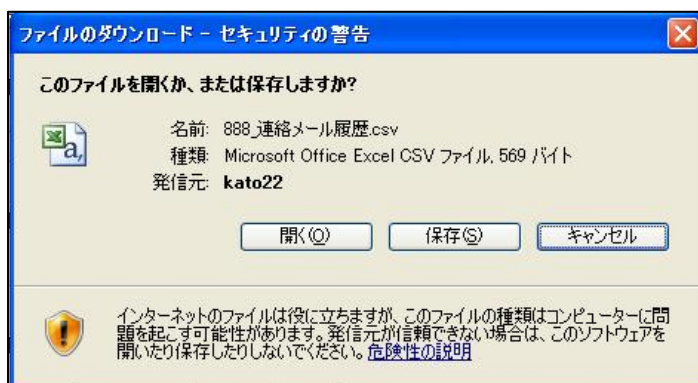 ファイルのダウンロード - セキュリティの警告
このファイルを開くか、または保存しますか?
名前: 888_連絡メール履歴.csv
種類: Microsoft Office Excel CSV ファイル, 569 バイト
発信元: kato22
開く(O) 保存(S) キャンセル
インターネットのファイルは役に立ちますが、このファイルの種類はコンピューターに問
題を起こす可能性があります。発信元が信頼できない場合は、このソフトウェアを
開いたり保存したりしないでください。危険性の説明